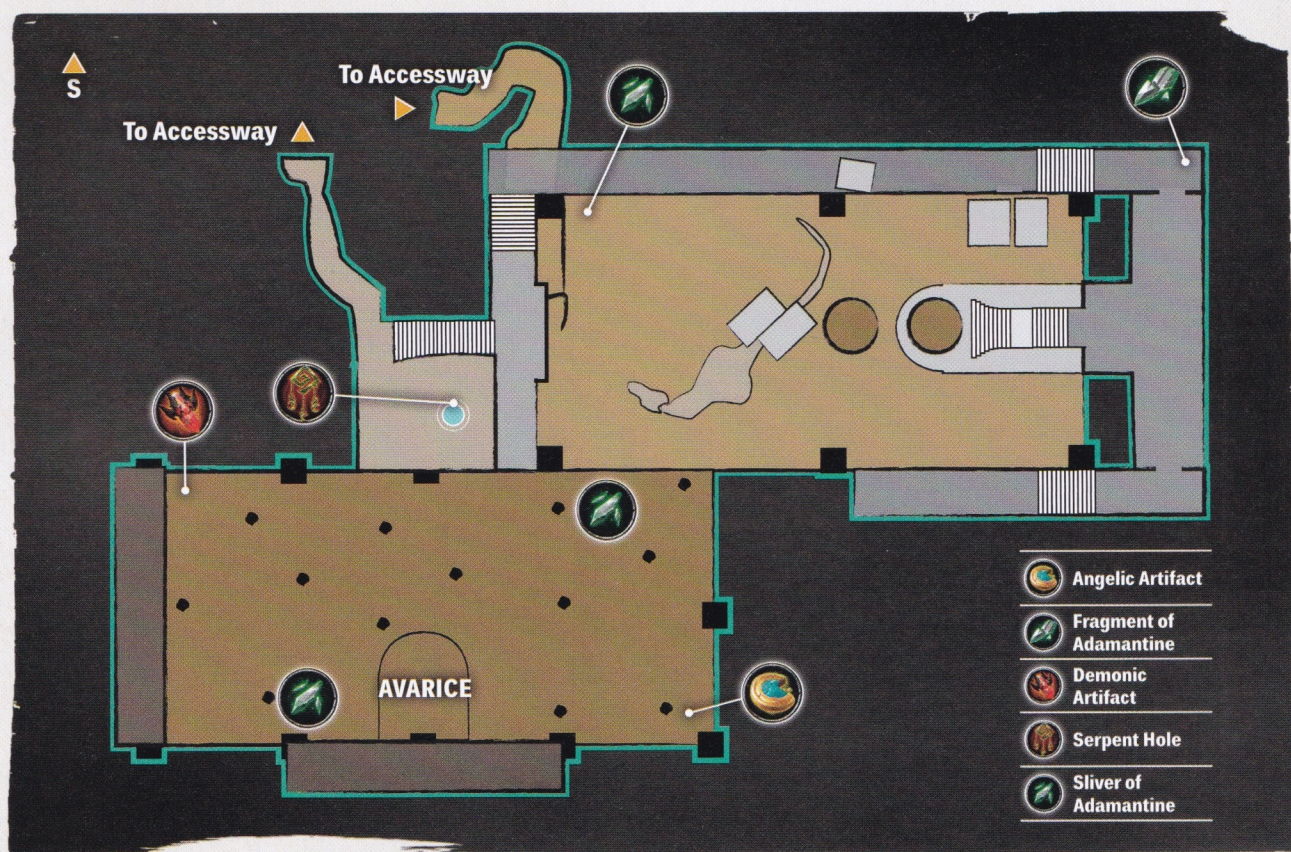 S
To Accessway
To Accessway
AVARICE
Angelic Artifact
Fragment of
Adamantine
Demonic
Artifact
Serpent Hole
Sliver of
Adamantine